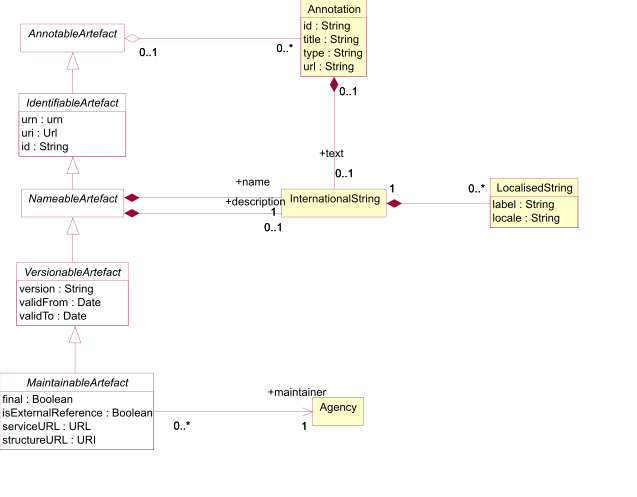 Annotation
id : String
title : String
type : String
url : String
AnnotableArtefact
0..1
0..*
0..1
IdentifiableArtefact
urn : urn
uri : Url
id : String
+text
0..1
NameableArtefact
+name
+description
1
0..1
InternationalString
1
0..*
LocalisedString
label : String
locale : String
VersionableArtefact
version : String
validFrom : Date
validTo : Date
MaintainableArtefact
final : Boolean
isExternalReference : Boolean
serviceURL : URL
structureURL : URI
+maintainer
0..*
1
Agency